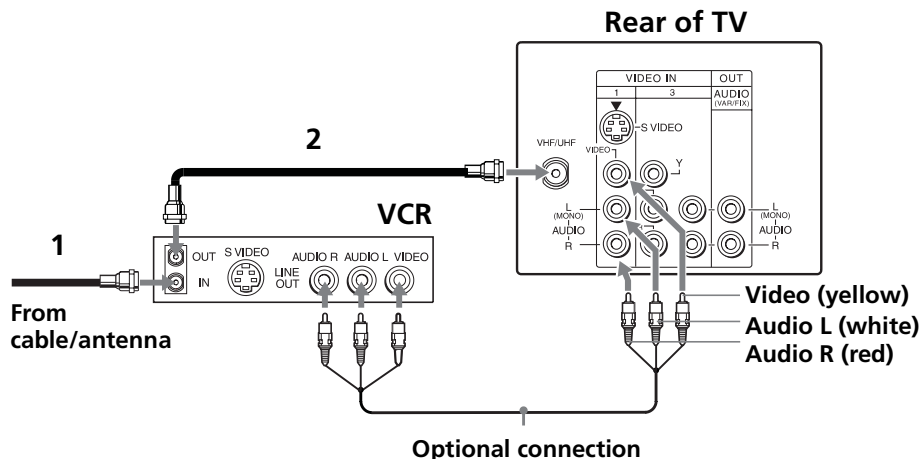 Rear of TV
VIDEO IN
OUT
1
3
AUDIO
(VAR/FIX)
S VIDEO
VHF/UHF
VIDEO
Y
L
(MONO)
AUDIO
R
L
(MONO)
AUDIO
R
2
VCR
1
OUT
IN
S VIDEO
LINE
OUT
AUDIO R
AUDIO L
VIDEO
From
cable/antenna
Video (yellow)
Audio L (white)
Audio R (red)
Optional connection